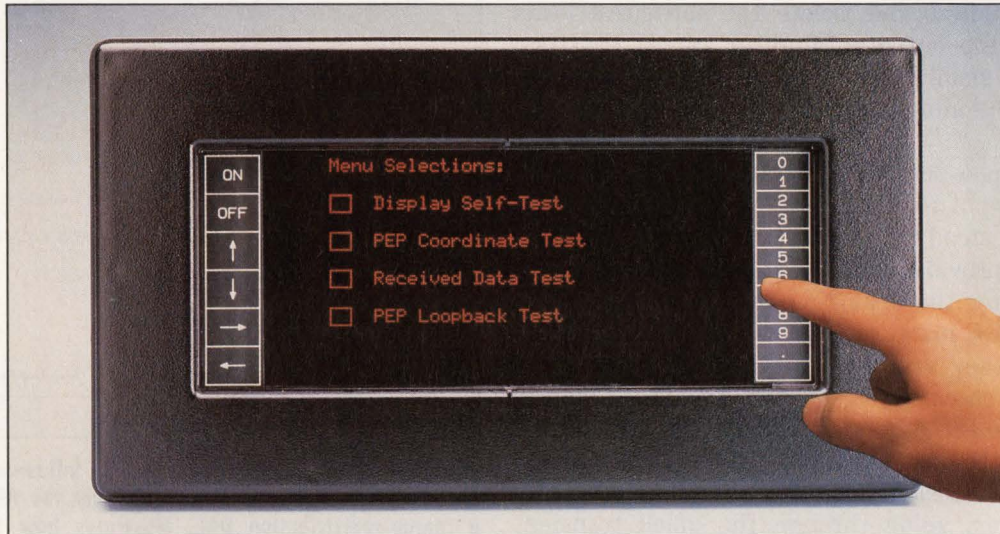 ON
OFF
↑
↓
→
←
Menu Selections:
Display Self-Test
PEP Coordinate Test
Received Data Test
PEP Loopback Test
0
1
2
3
4
5
6
8
9
.